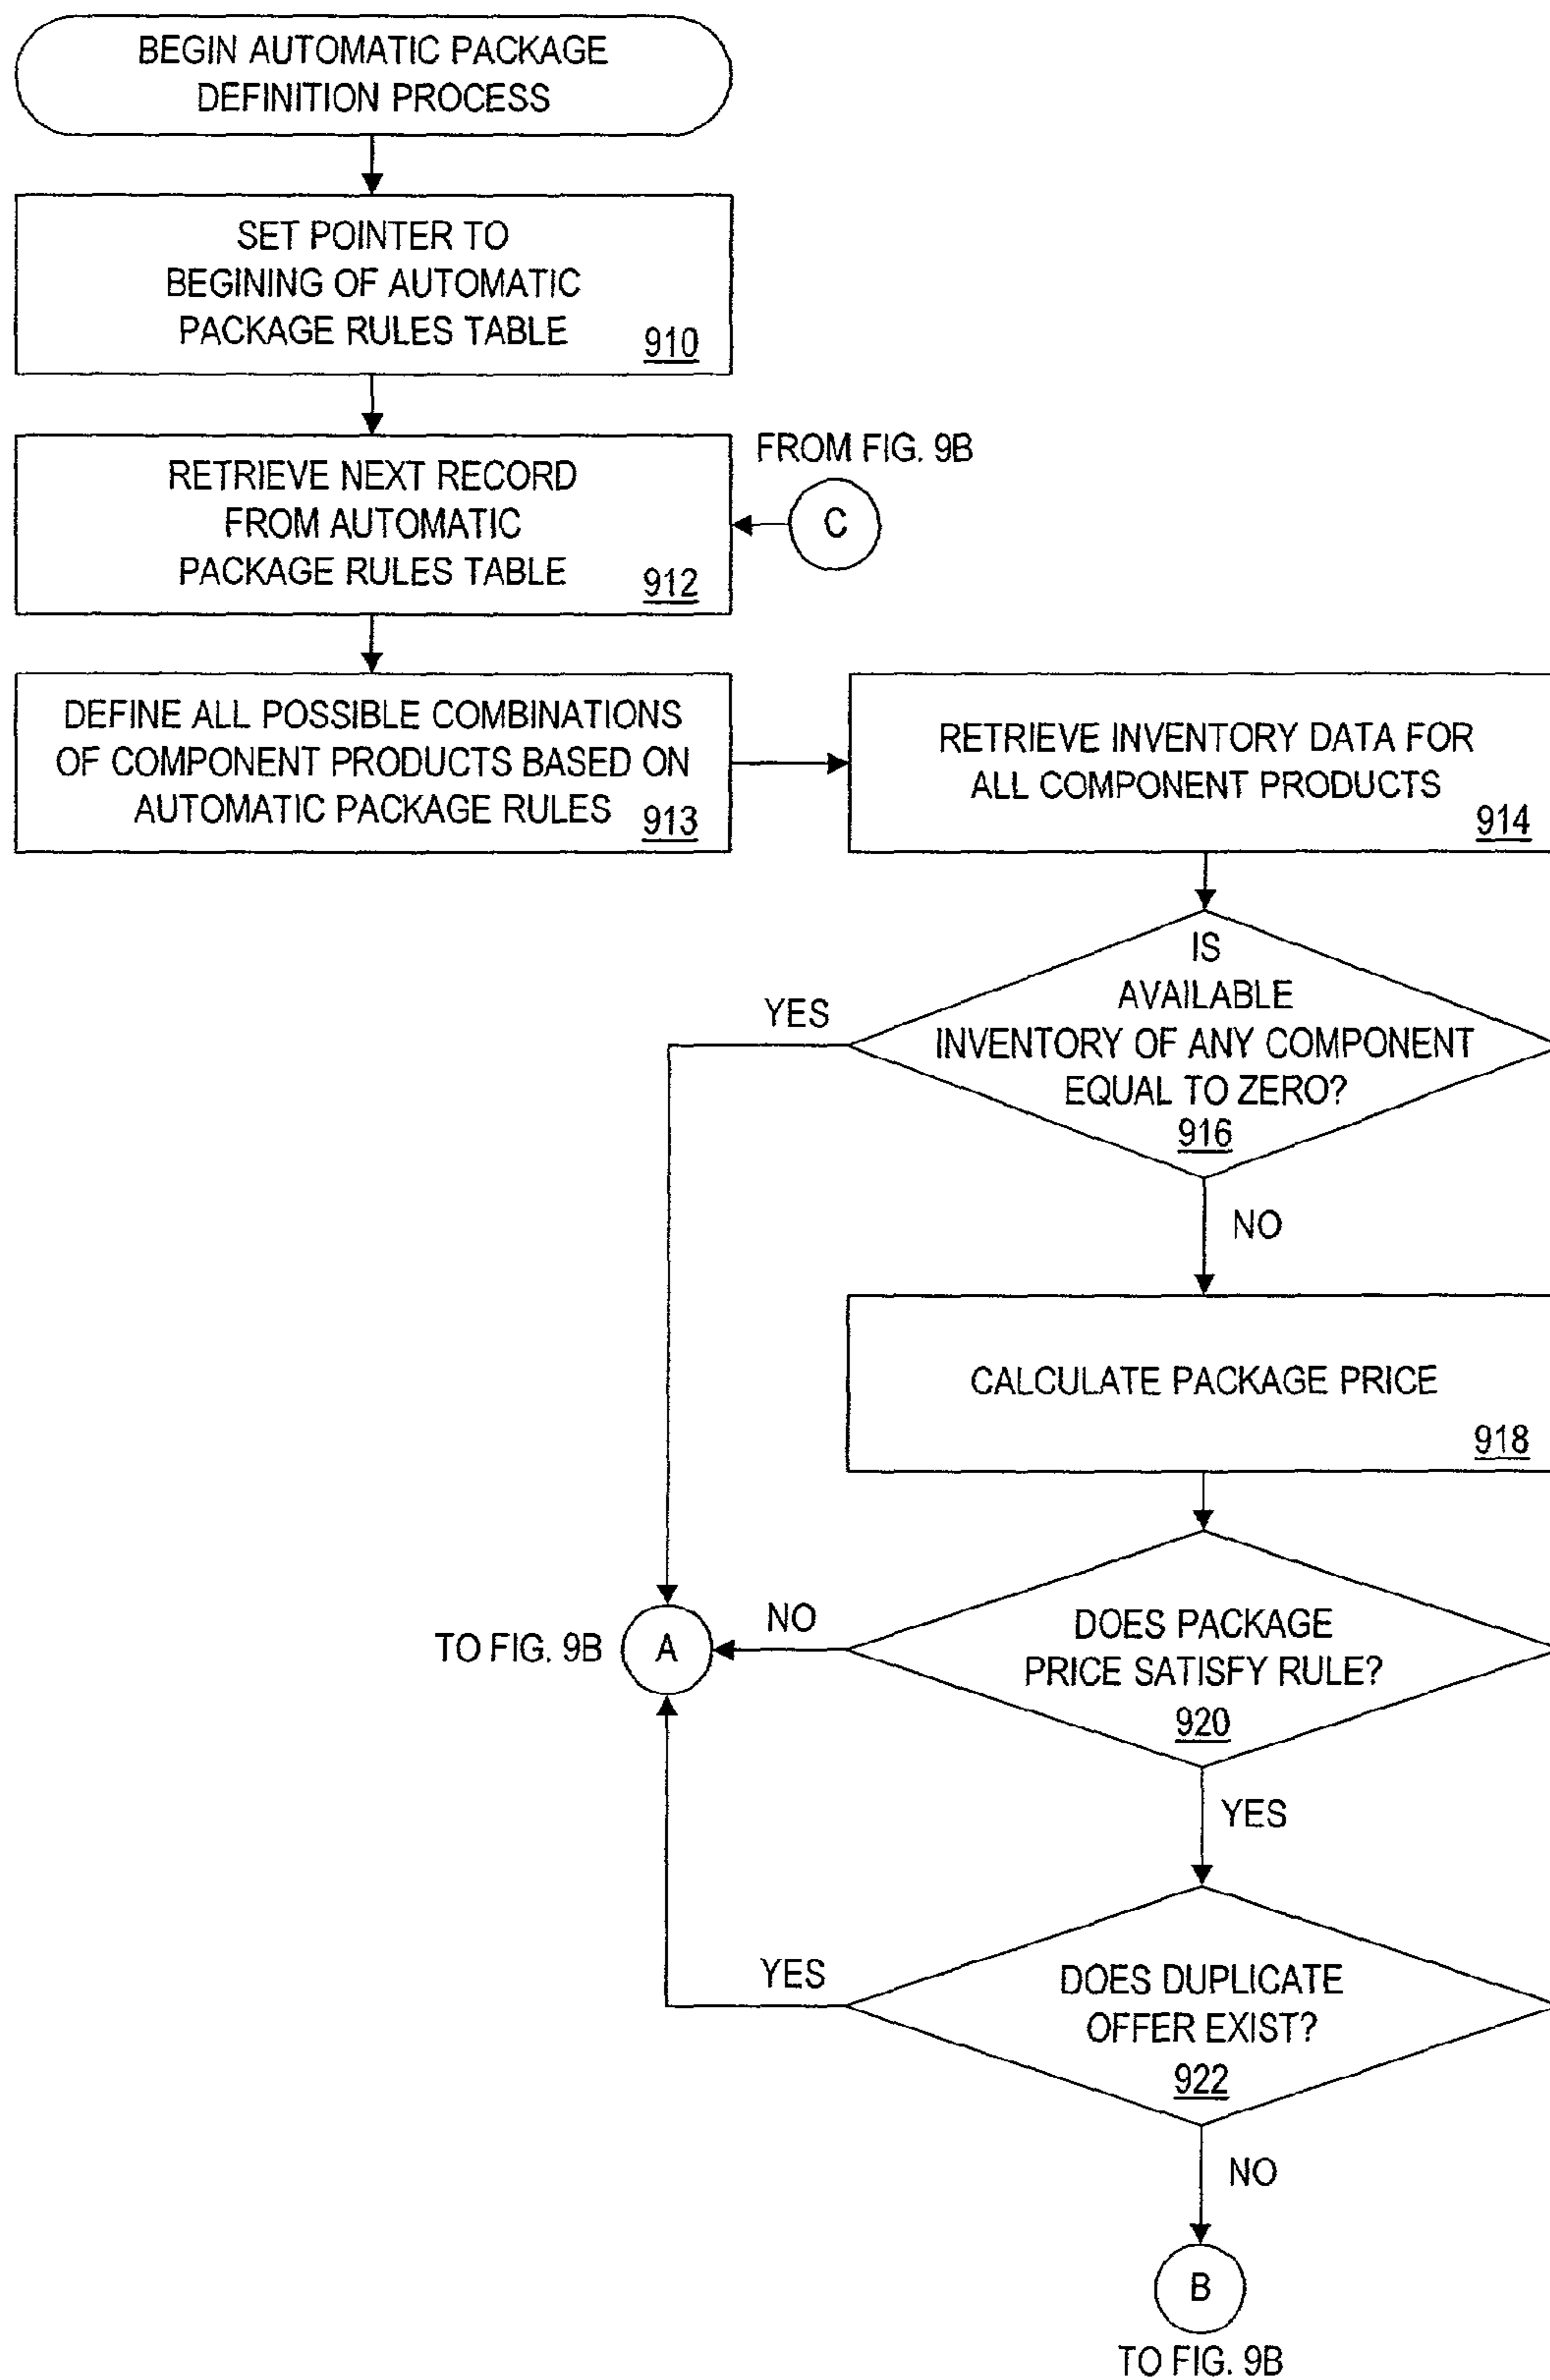 BEGIN AUTOMATIC PACKAGE
DEFINITION PROCESS
SET POINTER TO
BEGINING OF AUTOMATIC
PACKAGE RULES TABLE
910
RETRIEVE NEXT RECORD
FROM AUTOMATIC
PACKAGE RULES TABLE
912
FROM FIG. 9B
C
DEFINE ALL POSSIBLE COMBINATIONS
OF COMPONENT PRODUCTS BASED ON
AUTOMATIC PACKAGE RULES
913
RETRIEVE INVENTORY DATA FOR
ALL COMPONENT PRODUCTS
914
IS
AVAILABLE
INVENTORY OF ANY COMPONENT
EQUAL TO ZERO?
916
YES
NO
CALCULATE PACKAGE PRICE
918
DOES PACKAGE
PRICE SATISFY RULE?
920
NO
TO FIG. 9B
A
YES
DOES DUPLICATE
OFFER EXIST?
922
YES
NO
B
TO FIG. 9B